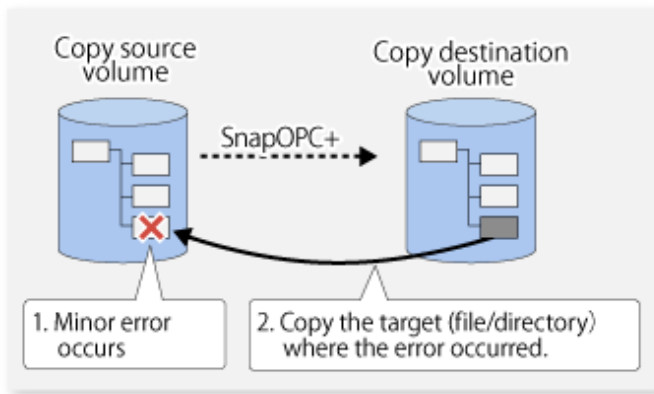 Copy source
volume
Copy destination
volume
SnapOPC+
1. Minor error
occurs
2. Copy the target (file/directory)
where the error occurred.